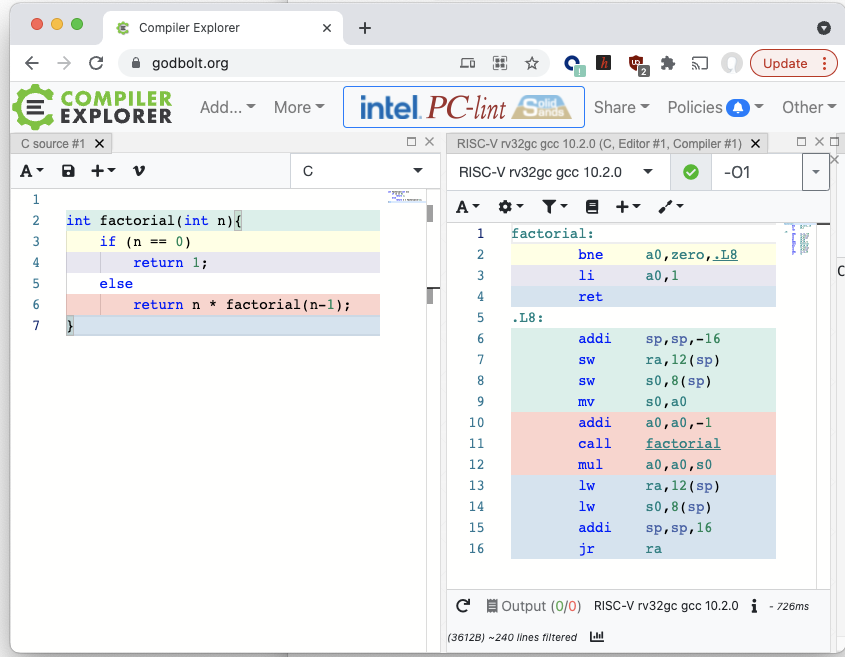 Compiler Explorer
godbolt.org
2
Update
COMPILER
EXPLORER
Add...
More
intel. PC-lint Solid Sands
Share
Policies
Other
C source #1
RISC-V rv32gc gcc 10.2.0 (C, Editor #1, Compiler #1)
A
C
RISC-V rv32gc gcc 10.2.0
-O1
A
1
2 int factorial(int n){
3 if (n == 0)
4 return 1;
5 else
6 return n * factorial(n-1);
7 }
1 factorial:
2 bne a0,zero,.L8
3 li a0,1
4 ret
5 .L8:
6 addi sp,sp,-16
7 sw ra,12(sp)
8 sw s0,8(sp)
9 mv s0,a0
10 addi a0,a0,-1
11 call factorial
12 mul a0,a0,s0
13 lw ra,12(sp)
14 lw s0,8(sp)
15 addi sp,sp,16
16 jr ra
Output (0/0) RISC-V rv32gc gcc 10.2.0 i - 726ms
(3612B) ~240 lines filtered